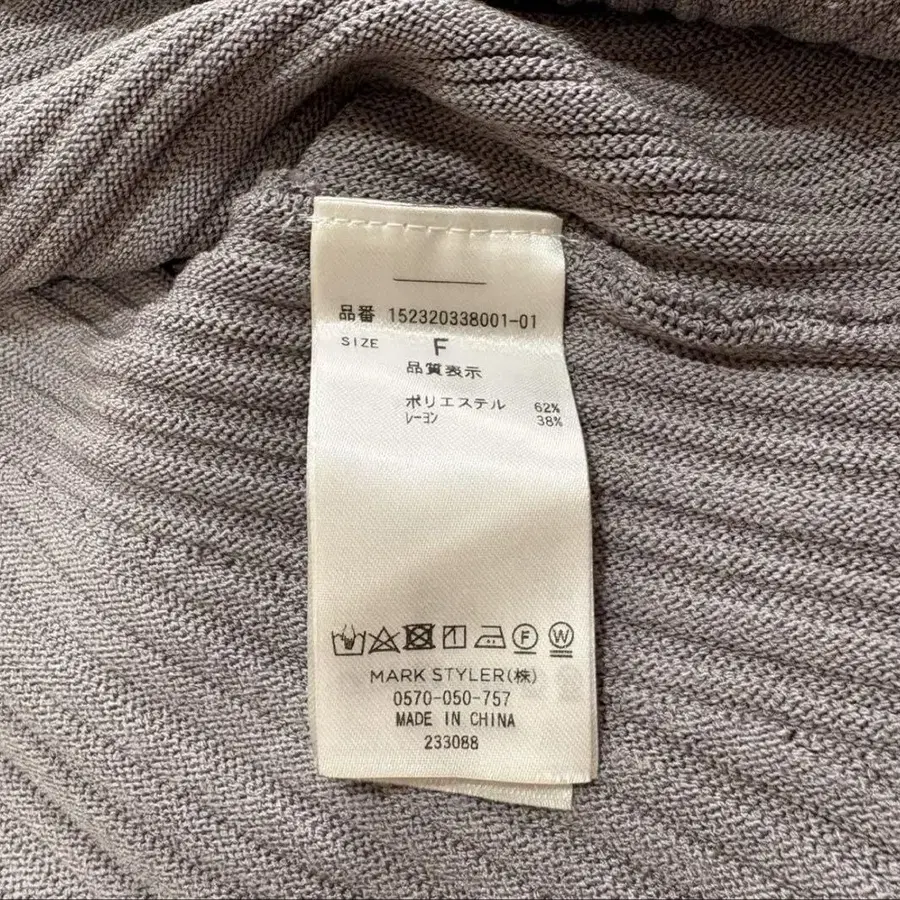 品番 152320338001-01
SIZE F
品質表示
ポリエステル 62%
レーヨン 38%
F W
MARK STYLER(株)
0570-050-757
MADE IN CHINA
233088